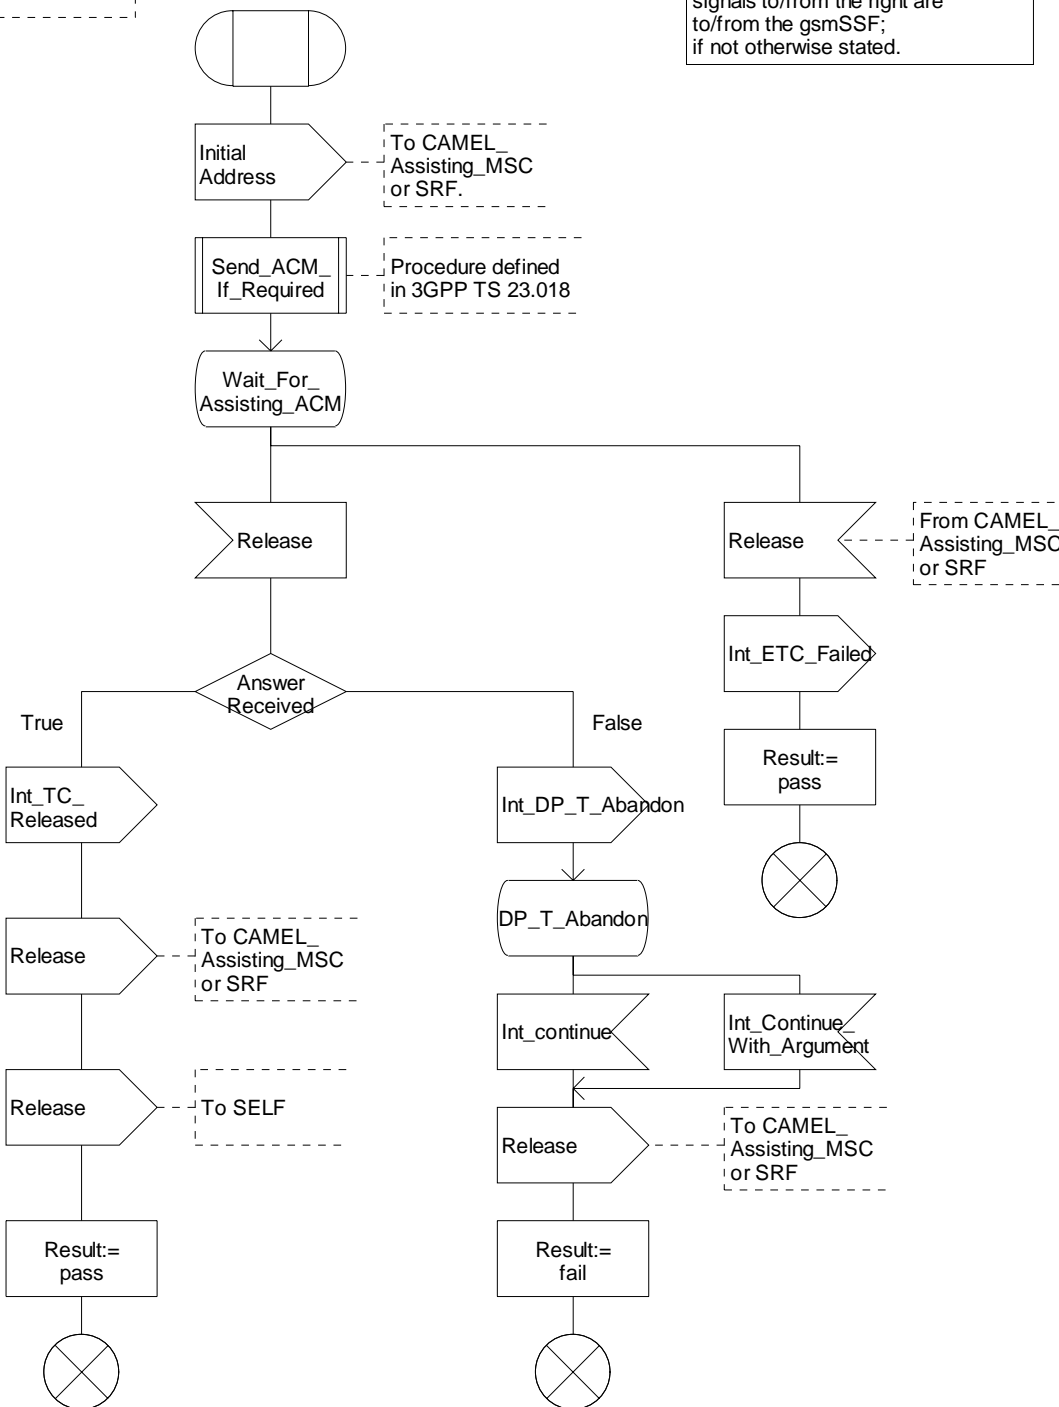 signals to/from the right are
to/from the gsmSSF;
if not otherwise stated.
Initial
Address
To CAMEL_
Assisting_MSC
or SRF.
Send_ACM_
If_Required
Procedure defined
in 3GPP TS 23.018
Wait_For_
Assisting_ACM
Release
Release
From CAMEL_
Assisting_MSC
or SRF
Int_ETC_Failed
Answer
Received
True
False
Result:=
pass
Int_TC_
Released
Int_DP_T_Abandon
DP_T_Abandon
Release
To CAMEL_
Assisting_MSC
or SRF
Int_continue
Int_Continue_
With_Argument
Release
To SELF
Release
To CAMEL_
Assisting_MSC
or SRF
Result:=
pass
Result:=
fail